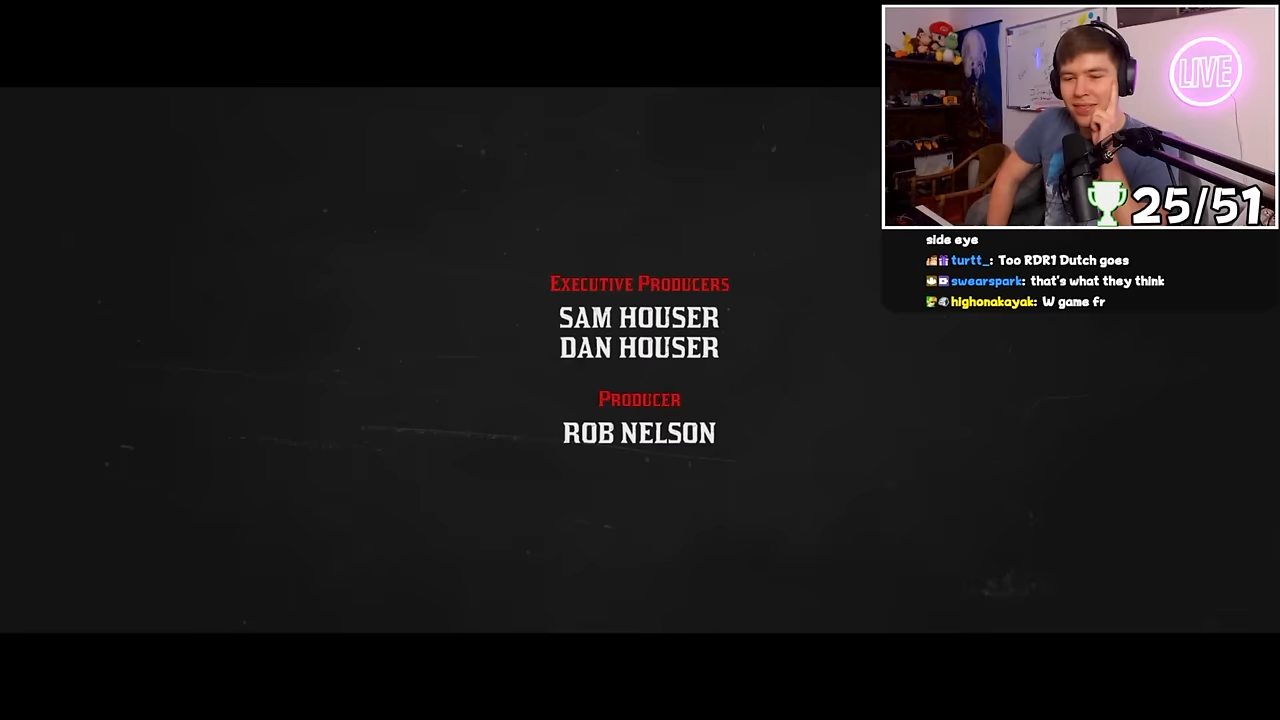 EXECUTIVE PRODUCERS
SAM HOUSER
DAN HOUSER
PRODUCER
ROB NELSON
LIVE
25/51
side eye
turtt_: Too RDR1 Dutch goes
swearspark: that's what they think
highonakayak: W game fr